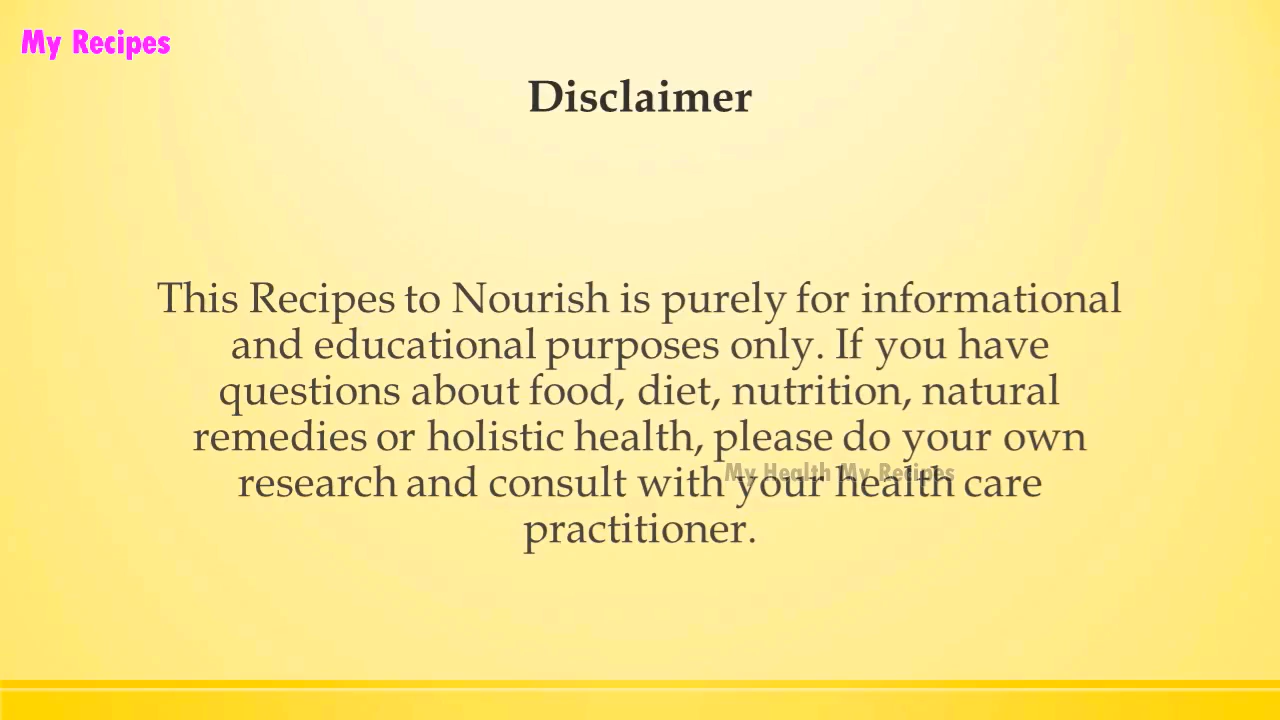 My Recipes
Disclaimer
This Recipes to Nourish is purely for informational
and educational purposes only. If you have
questions about food, diet, nutrition, natural
remedies or holistic health, please do your own
My Health My Recipes
research and consult with your health care
practitioner.